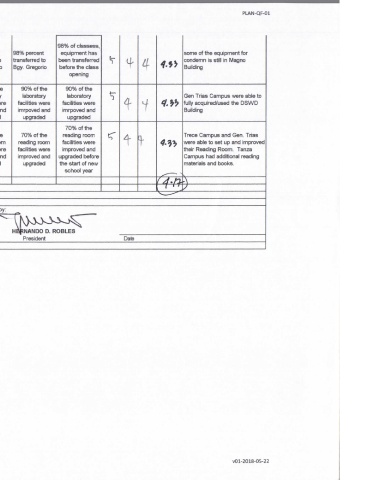 PLAN-QF-01
98% percent
transferred to
Bgy. Gregorio
98% of classess,
equipment has
been transferred
before the class
opening
5 4 4 4.33
some of the equipment for
condemn is still in Magno
Building
90% of the
laboratory
facilities were
imrpoved and
upgraded
90% of the
laboratory
facilities were
imrpoved and
upgraded
5 4 4 4.33
Gen Trias Campus were able to
fully acquired/used the DSWD
Building
70% of the
reading room
facilities were
improved and
upgraded
70% of the
reading room
facilities were
improved and
upgraded before
the start of new
school year
5 4 4 4.33
Trece Campus and Gen. Trias
were able to set up and improved
their Reading Room. Tanza
Campus had additional reading
materials and books.
4.17
by:
HERNANDO D. ROBLES
President
Date
v01-2018-05-22